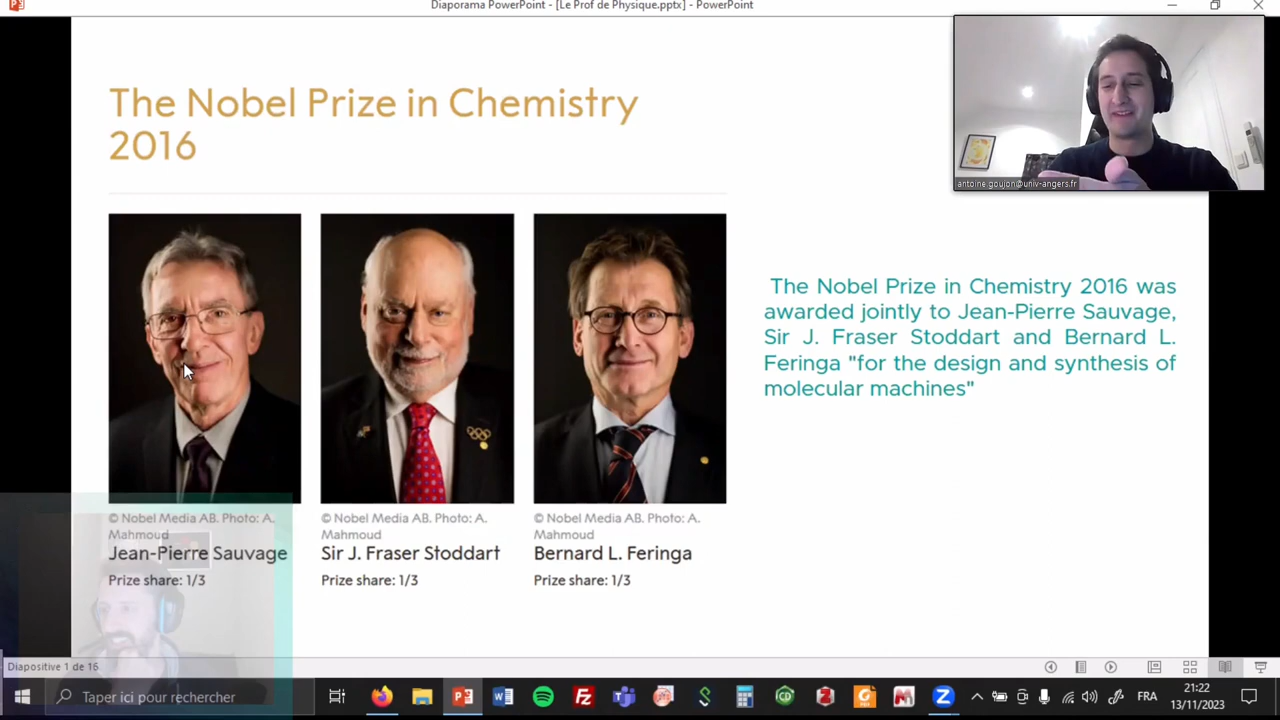 Diaporama PowerPoint - [Le Prof de Physique.pptx] - PowerPoint
antoine.goujon@univ-angers.fr
The Nobel Prize in Chemistry
2016
The Nobel Prize in Chemistry 2016 was
awarded jointly to Jean-Pierre Sauvage,
Sir J. Fraser Stoddart and Bernard L.
Feringa "for the design and synthesis of
molecular machines"
© Nobel Media AB. Photo: A.
Mahmoud
Jean-Pierre Sauvage
Prize share: 1/3
© Nobel Media AB. Photo: A.
Mahmoud
Sir J. Fraser Stoddart
Prize share: 1/3
© Nobel Media AB. Photo: A.
Mahmoud
Bernard L. Feringa
Prize share: 1/3
Diapositive 1 de 16
Taper ici pour rechercher
FRA
21:22
13/11/2023